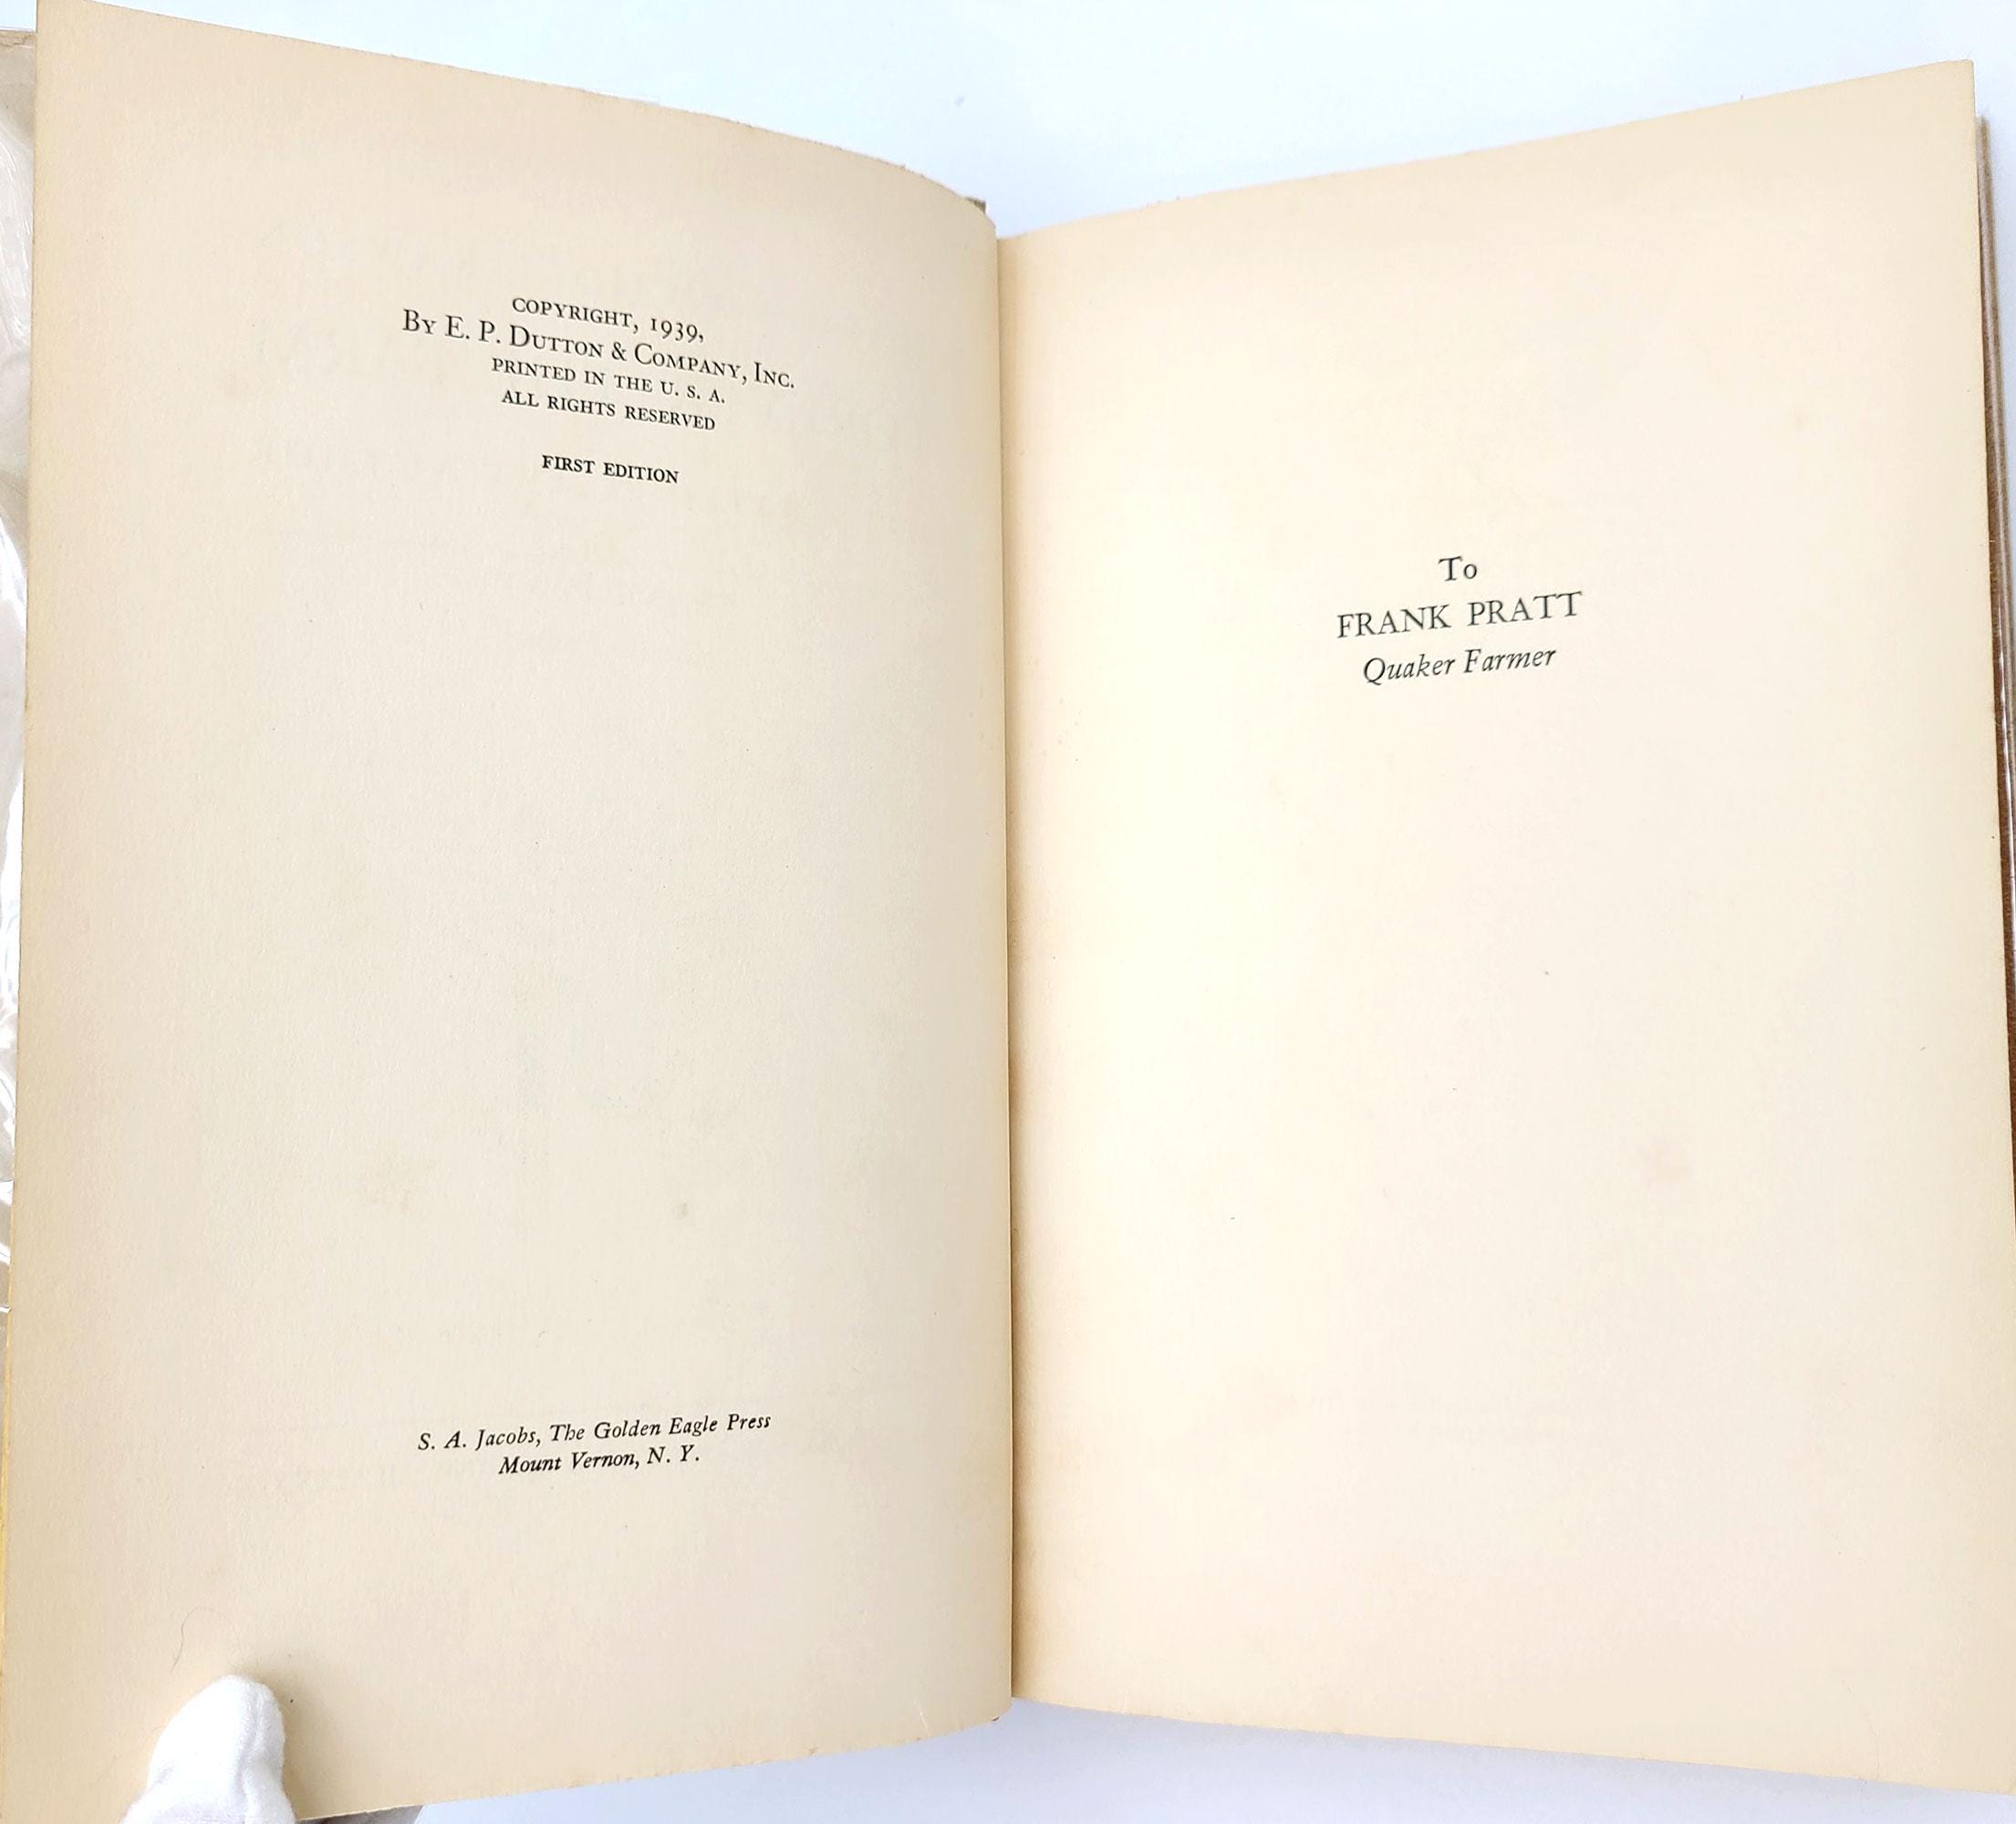 COPYRIGHT, 1939,
BY E. P. DUTTON & COMPANY, INC.
PRINTED IN THE U. S. A.
ALL RIGHTS RESERVED
FIRST EDITION
S. A. Jacobs, The Golden Eagle Press
Mount Vernon, N. Y.
To
FRANK PRATT
Quaker Farmer